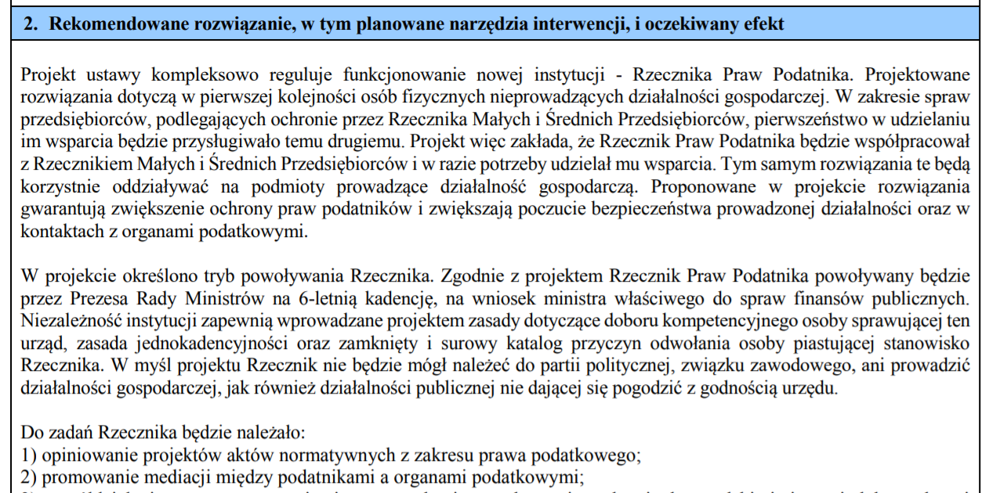 2. Rekomendowane rozwiązanie, w tym planowane narzędzia interwencji, i oczekiwany efekt
Projekt ustawy kompleksowo reguluje funkcjonowanie nowej instytucji - Rzecznika Praw Podatnika. Projektowane
rozwiązania dotyczą w pierwszej kolejności osób fizycznych nieprowadzących działalności gospodarczej. W zakresie spraw
przedsiębiorców, podlegających ochronie przez Rzecznika Małych i Średnich Przedsiębiorców, pierwszeństwo w udzielaniu
im wsparcia będzie przysługiwało temu drugiemu. Projekt więc zakłada, że Rzecznik Praw Podatnika będzie współpracował
z Rzecznikiem Małych i Średnich Przedsiębiorców i w razie potrzeby udzielał mu wsparcia. Tym samym rozwiązania te będą
korzystnie oddziaływać na podmioty prowadzące działalność gospodarczą. Proponowane w projekcie rozwiązania
gwarantują zwiększenie ochrony praw podatników i zwiększają poczucie bezpieczeństwa prowadzonej działalności oraz w
kontaktach z organami podatkowymi.
W projekcie określono tryb powoływania Rzecznika. Zgodnie z projektem Rzecznik Praw Podatnika powoływany będzie
przez Prezesa Rady Ministrów na 6-letnią kadencję, na wniosek ministra właściwego do spraw finansów publicznych.
Niezależność instytucji zapewnią wprowadzane projektem zasady dotyczące doboru kompetencyjnego osoby sprawującej ten
urząd, zasada jednokadencyjności oraz zamknięty i surowy katalog przyczyn odwołania osoby piastującej stanowisko
Rzecznika. W myśl projektu Rzecznik nie będzie mógł należeć do partii politycznej, związku zawodowego, ani prowadzić
działalności gospodarczej, jak również działalności publicznej nie dającej się pogodzić z godnością urzędu.
Do zadań Rzecznika będzie należało:
1) opiniowanie projektów aktów normatywnych z zakresu prawa podatkowego;
2) promowanie mediacji między podatnikami a organami podatkowymi;